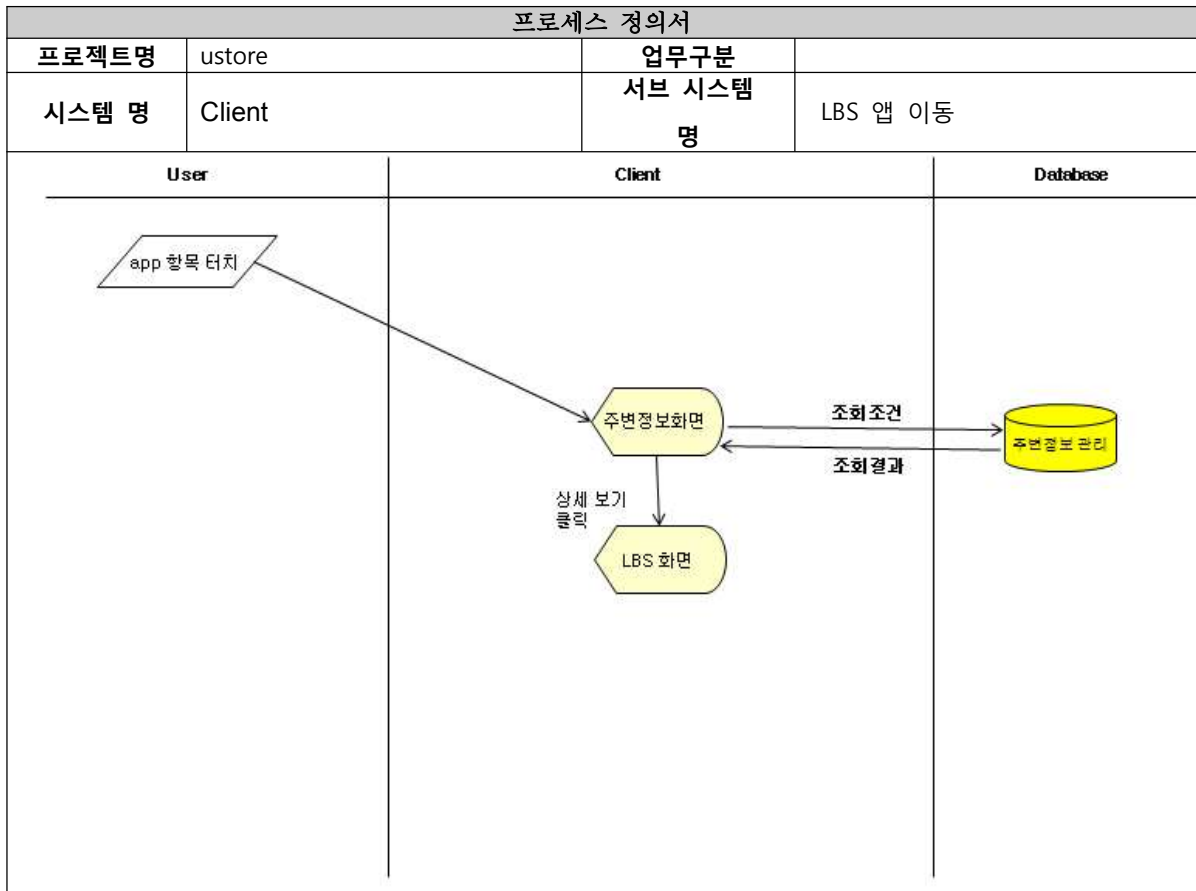 프로세스 정의서
프로젝트명 ustore 업무구분
시스템 명 Client 서브 시스템
명 LBS 앱 이동
User Client Database
app 항목 터치
주변정보화면
조회조건
주변정보 관리
조회결과
상세 보기
클릭
LBS 화면